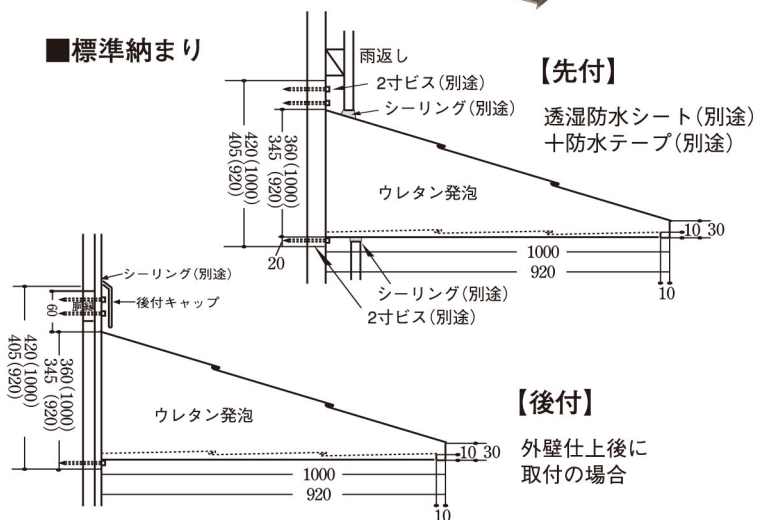 ■標準納まり
雨返し
2寸ビス(別途)
シーリング(別途)
【先付】
透湿防水シート(別途)
＋防水テープ(別途)
360(1000)
345 (920)
420(1000)
405(920)
ウレタン発泡
10 30
20
1000
920
10
シーリング(別途)
2寸ビス(別途)
シーリング(別途)
後付キャップ
胴縁
60
360(1000)
345 (920)
420(1000)
405(920)
ウレタン発泡
【後付】
外壁仕上後に
取付の場合
10 30
1000
920
10